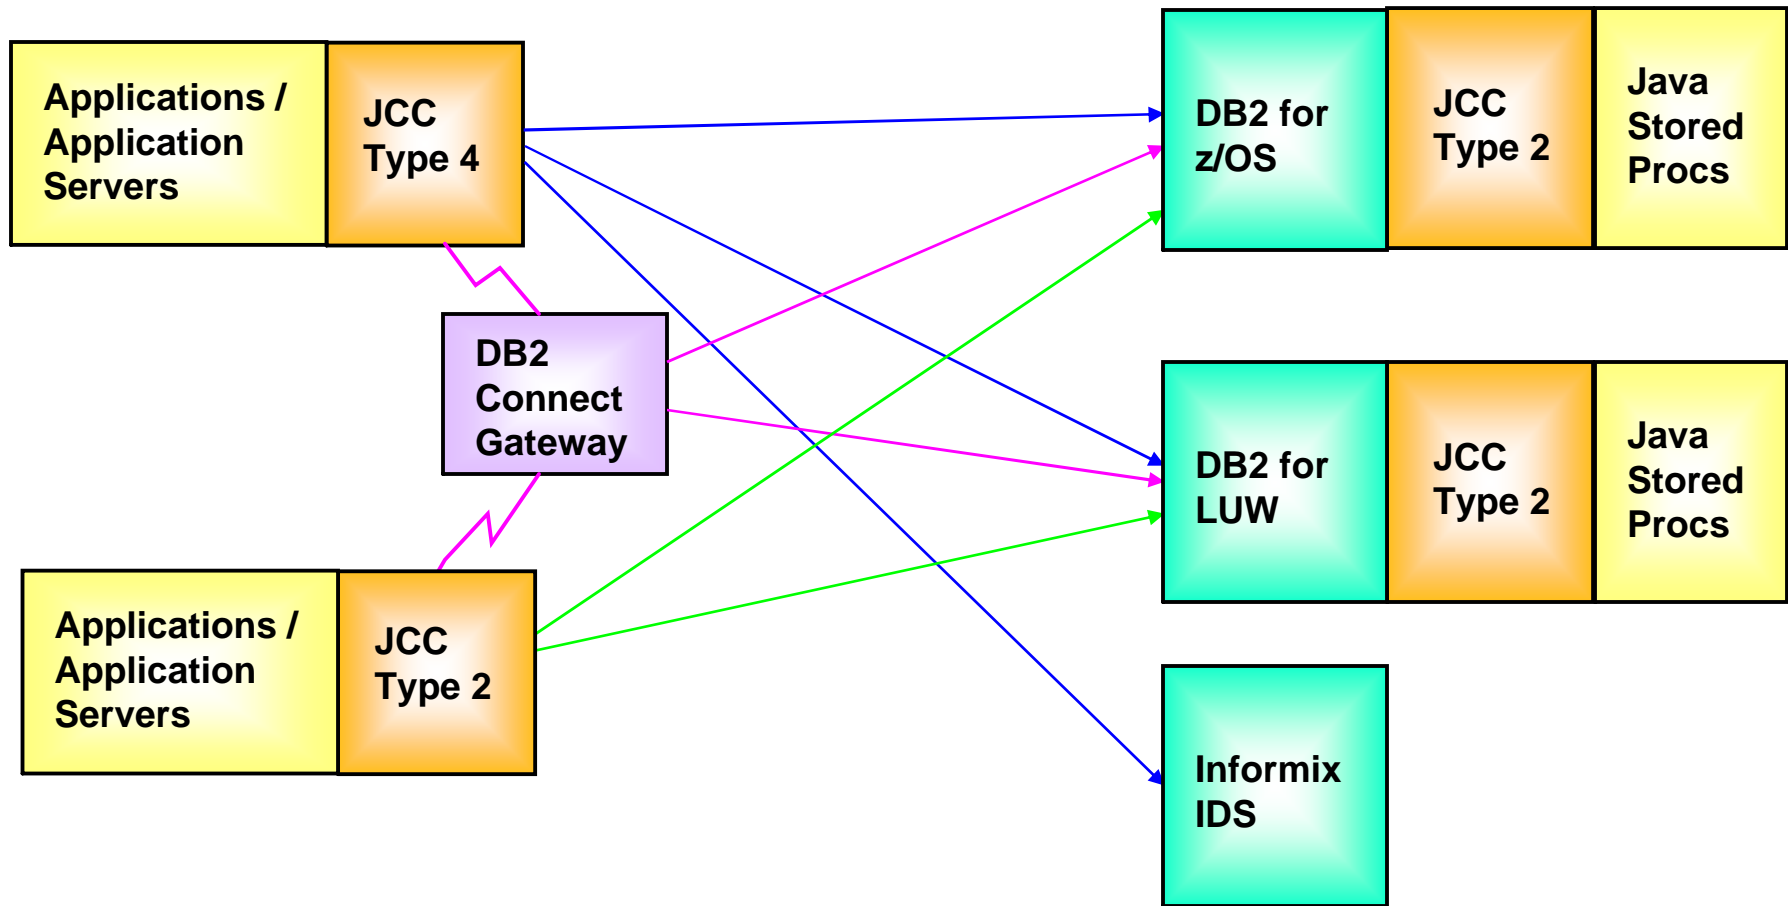 Applications /
Application
Servers
JCC
Type 4
DB2 for
z/OS
JCC
Type 2
Java
Stored
Procs
DB2
Connect
Gateway
DB2 for
LUW
JCC
Type 2
Java
Stored
Procs
Applications /
Application
Servers
JCC
Type 2
Informix
IDS